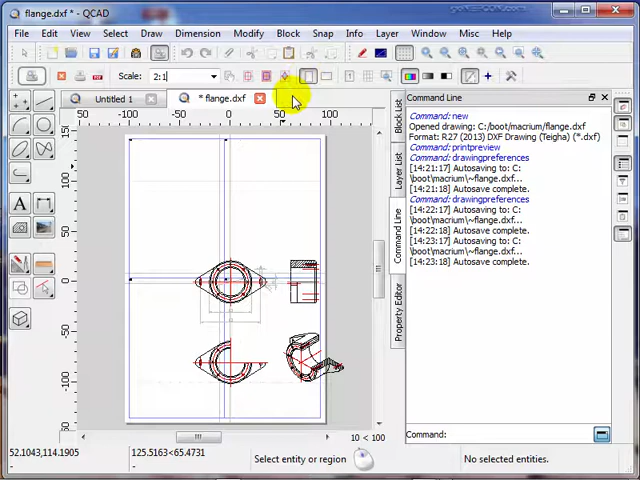 flange.dxf * - QCAD
File Edit View Select Draw Dimension Modify Block Snap Info Layer Window Misc Help
Scale: 2:1
Untitled 1
* flange.dxf
-50 0 50 100 150
150
100
50
0
-50
-100
10 < 100
Block List
Layer List
Command Line
Property Editor
Command Line
Command: new
Opened drawing: C:/boot/macrium/flange.dxf
Format: R27 (2013) DXF Drawing (Teigha) (*.dxf)
Command: printpreview
Command: drawingpreferences
[14:21:17] Autosaving to: C:
\boot\macrium\~flange.dxf...
[14:21:18] Autosave complete.
Command: drawingpreferences
[14:22:17] Autosaving to: C:
\boot\macrium\~flange.dxf...
[14:22:18] Autosave complete.
[14:23:17] Autosaving to: C:
\boot\macrium\~flange.dxf...
[14:23:18] Autosave complete.
Command:
52.1043,114.1905
-
125.5163<65.4731
-
Select entity or region
No selected entities.